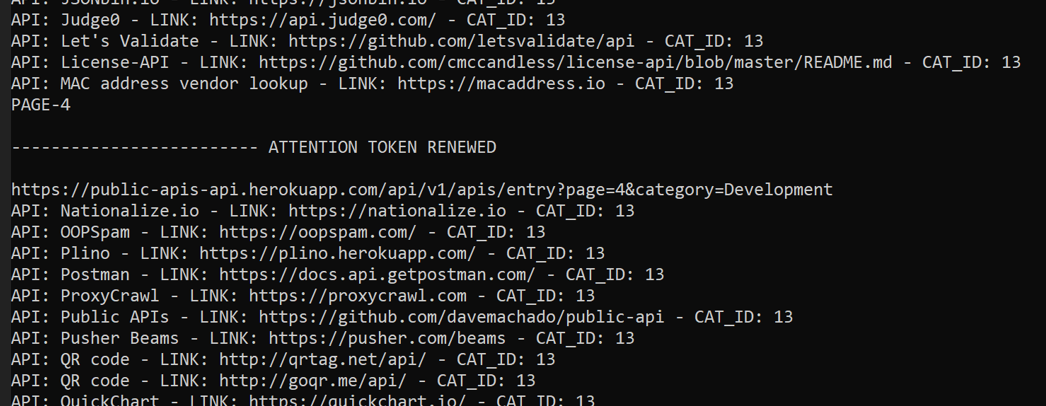 API: JSONbin.io - LINK: https://jsonbin.io - CAT_ID: 13
API: Judge0 - LINK: https://api.judge0.com/ - CAT_ID: 13
API: Let's Validate - LINK: https://github.com/letsvalidate/api - CAT_ID: 13
API: License-API - LINK: https://github.com/cmccandless/license-api/blob/master/README.md - CAT_ID: 13
API: MAC address vendor lookup - LINK: https://macaddress.io - CAT_ID: 13
PAGE-4
------------------------- ATTENTION TOKEN RENEWED
https://public-apis-api.herokuapp.com/api/v1/apis/entry?page=4&category=Development
API: Nationalize.io - LINK: https://nationalize.io - CAT_ID: 13
API: OOPSpam - LINK: https://oopspam.com/ - CAT_ID: 13
API: Plino - LINK: https://plino.herokuapp.com/ - CAT_ID: 13
API: Postman - LINK: https://docs.api.getpostman.com/ - CAT_ID: 13
API: ProxyCrawl - LINK: https://proxycrawl.com - CAT_ID: 13
API: Public APIs - LINK: https://github.com/davemachado/public-api - CAT_ID: 13
API: Pusher Beams - LINK: https://pusher.com/beams - CAT_ID: 13
API: QR code - LINK: http://qrtag.net/api/ - CAT_ID: 13
API: QR code - LINK: http://goqr.me/api/ - CAT_ID: 13
API: QuickChart - LINK: https://quickchart.io/ - CAT_ID: 13